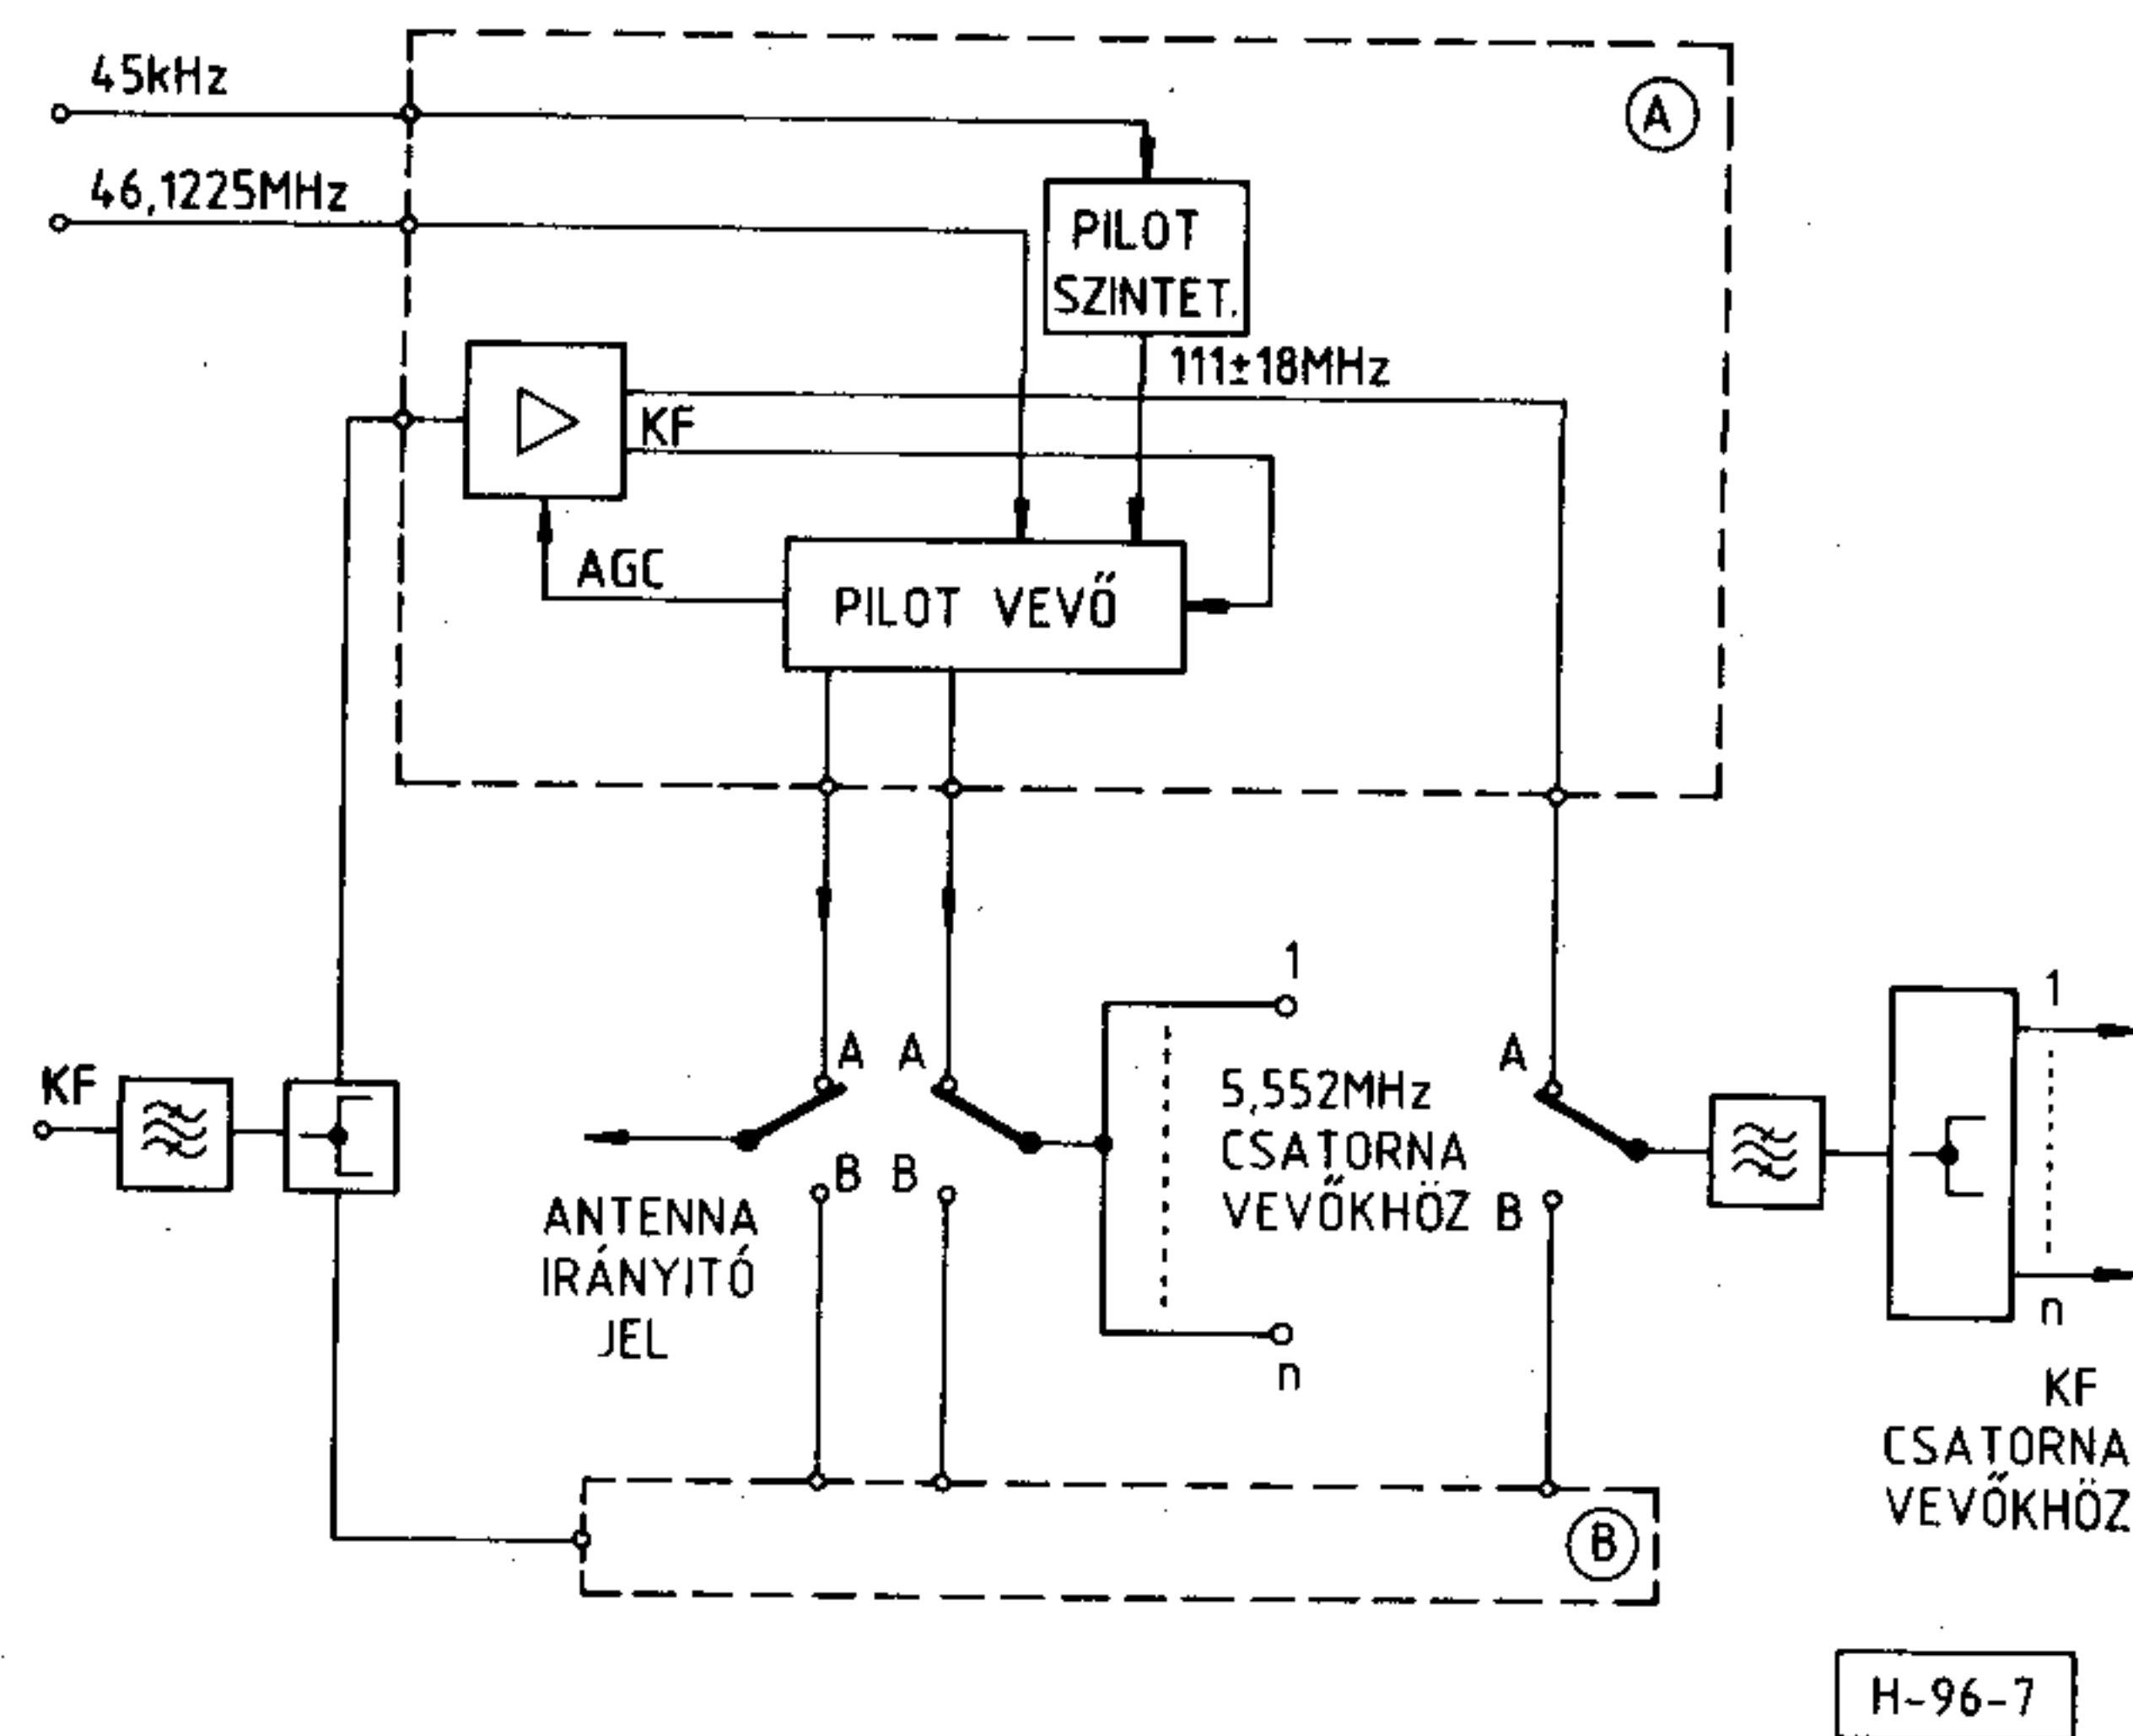 45kHz
A
46,1225MHz
PILOT
SZINTET.
111±18MHz
KF
AGC
PILOT VEVŐ
1
1
A
A
A
KF
5,552MHz
CSATORNA
VEVŐKHÖZ
B
B
B
ANTENNA
IRÁNYITÓ
JEL
n
n
KF
CSATORNA
VEVŐKHÖZ
B
H-96-7